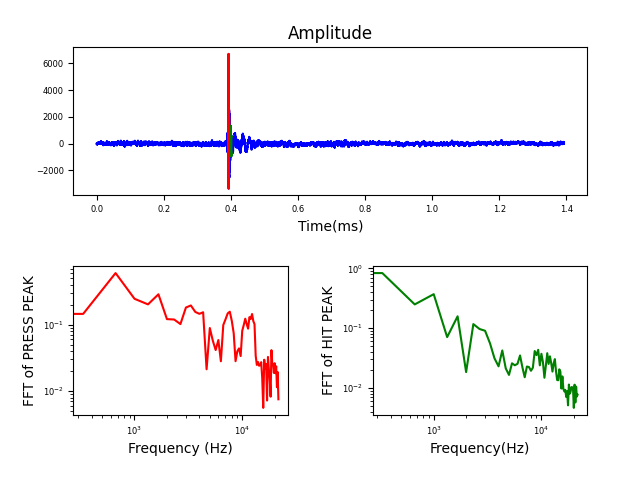 Amplitude
6000
4000
2000
0
−2000
0.0 0.2 0.4 0.6 0.8 1.0 1.2 1.4
Time(ms)
FFT of PRESS PEAK
10⁻¹
10⁻²
10³ 10⁴
Frequency (Hz)
FFT of HIT PEAK
10⁰
10⁻¹
10⁻²
10³ 10⁴
Frequency(Hz)